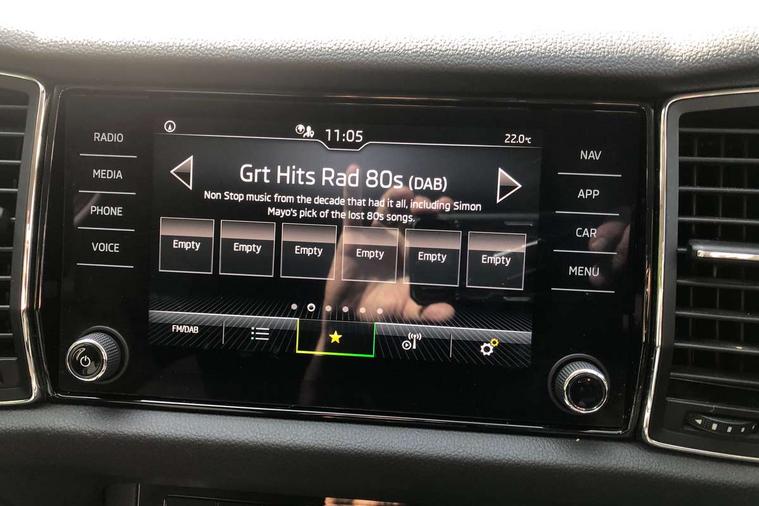 RADIO
MEDIA
PHONE
VOICE
11:05
22.0°C
Grt Hits Rad 80s (DAB)
Non Stop music from the decade that had it all, including Simon
Mayo's pick of the lost 80s songs.
Empty Empty Empty Empty Empty Empty
FM/DAB
NAV
APP
CAR
MENU